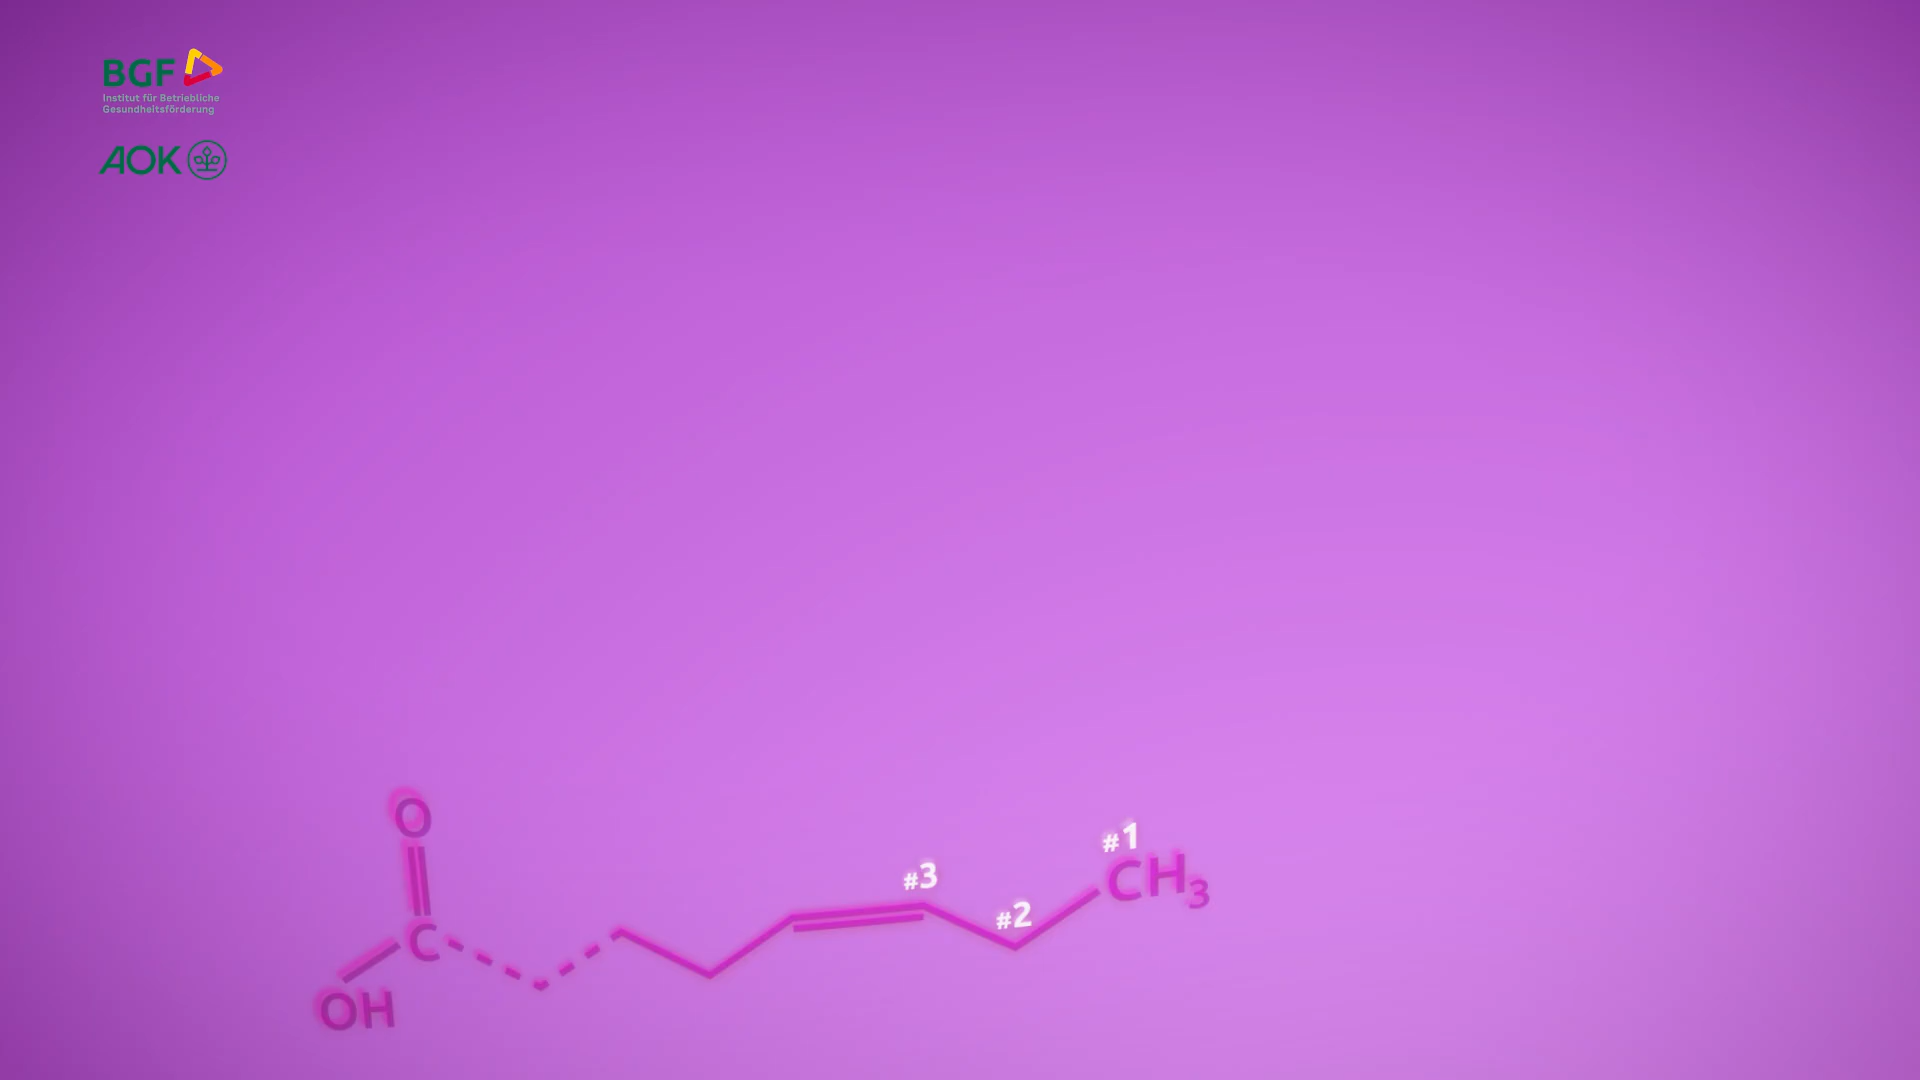 BGF
Institut für Betriebliche
Gesundheitsförderung
AOK
O
C
OH
#3
#2
#1
CH3